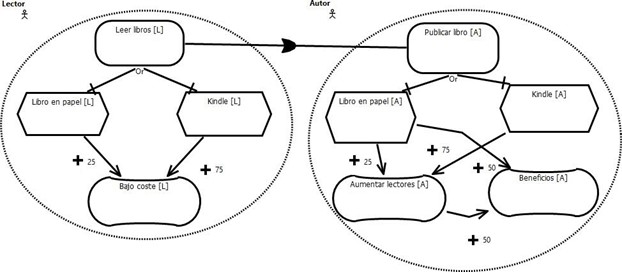 Lector
Leer libros [L]
Or
Libro en papel [L]
Kindle [L]
+ 25
+ 75
Bajo coste [L]
Autor
Publicar libro [A]
Or
Libro en papel [A]
Kindle [A]
+ 25
+ 75
+ 50
Aumentar lectores [A]
Beneficios [A]
+ 50